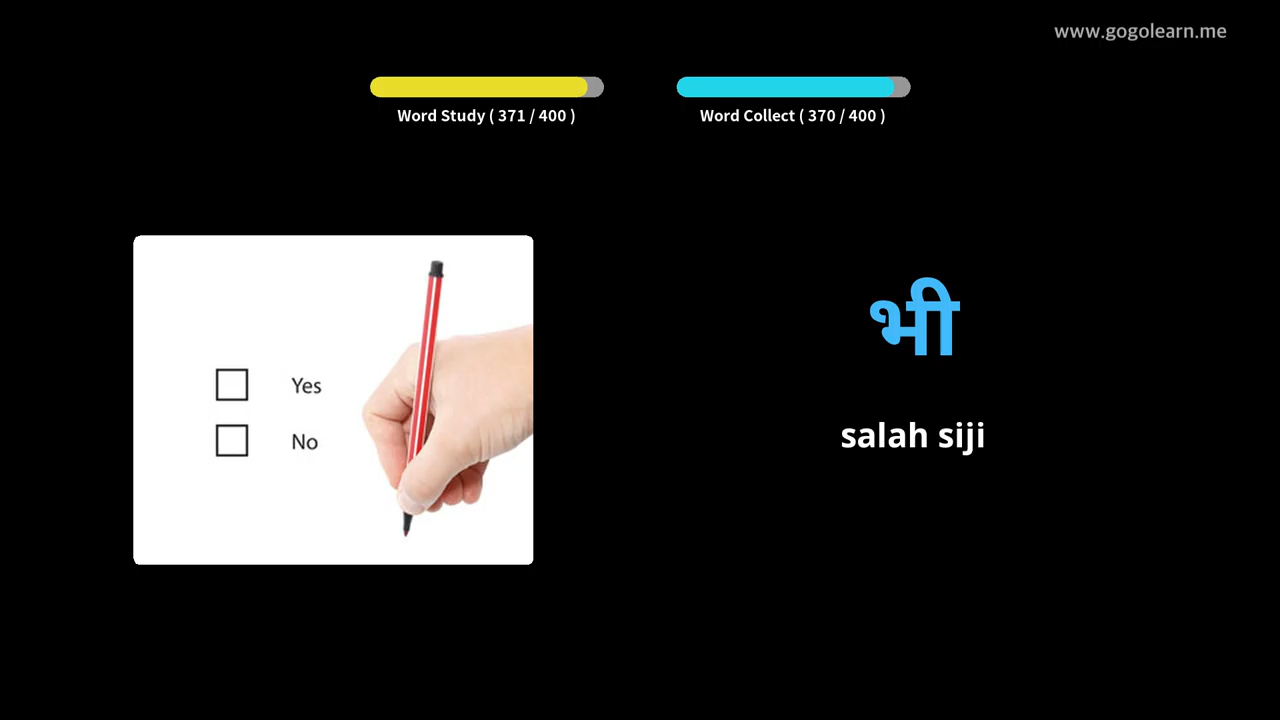 www.gogolearn.me
Word Study ( 371 / 400 )
Word Collect ( 370 / 400 )
Yes
No
भी
salah siji